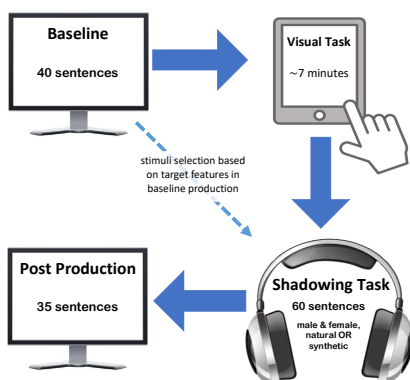 Baseline
40 sentences
Visual Task
~7 minutes
stimuli selection based
on target features in
baseline production
Shadowing Task
60 sentences
male & female,
natural OR
synthetic
Post Production
35 sentences